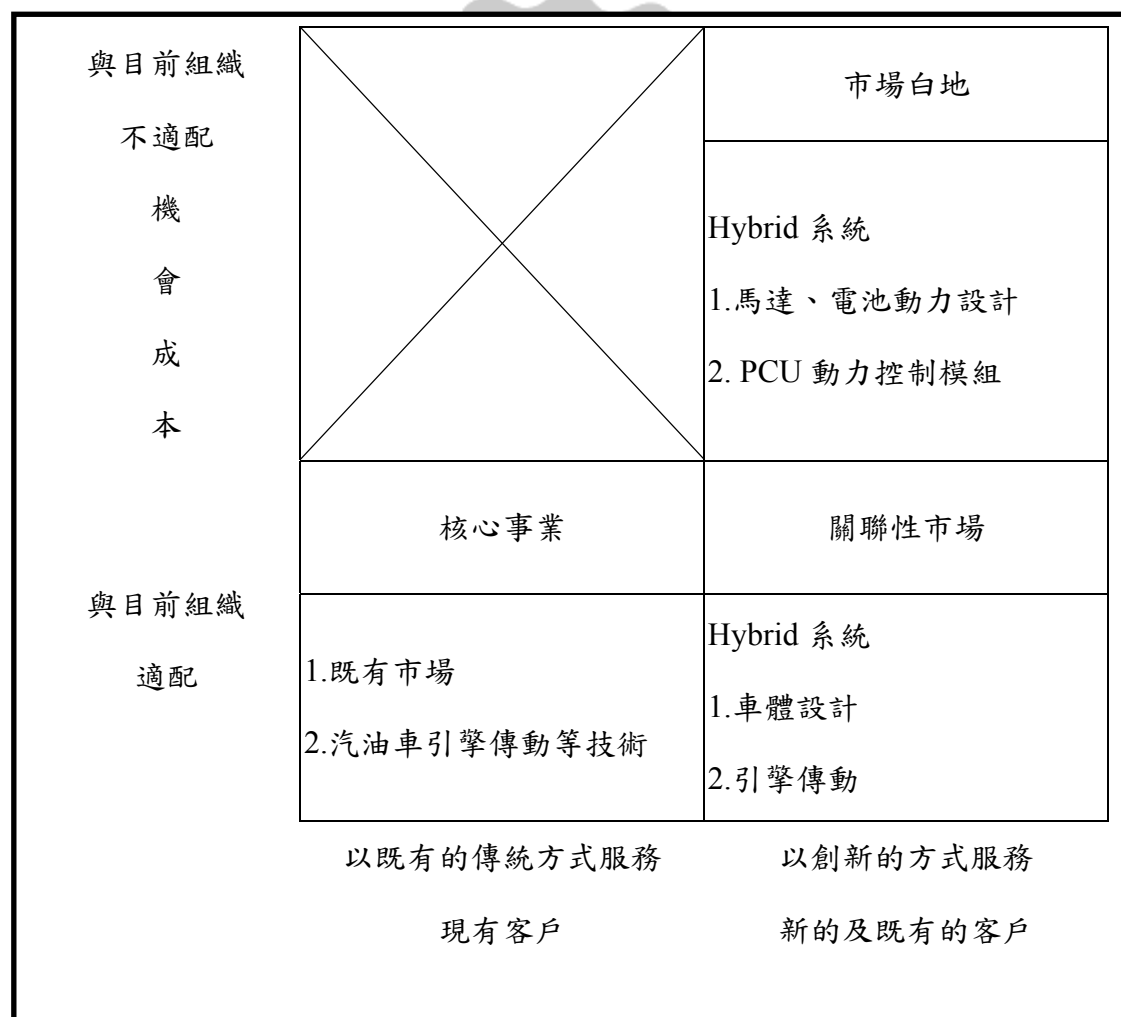 與目前組織
不適配
機
會
成
本
市場白地
Hybrid 系統
1.馬達、電池動力設計
2. PCU 動力控制模組
核心事業
關聯性市場
與目前組織
適配
1.既有市場
2.汽油車引擎傳動等技術
Hybrid 系統
1.車體設計
2.引擎傳動
以既有的傳統方式服務
現有客戶
以創新的方式服務
新的及既有的客戶